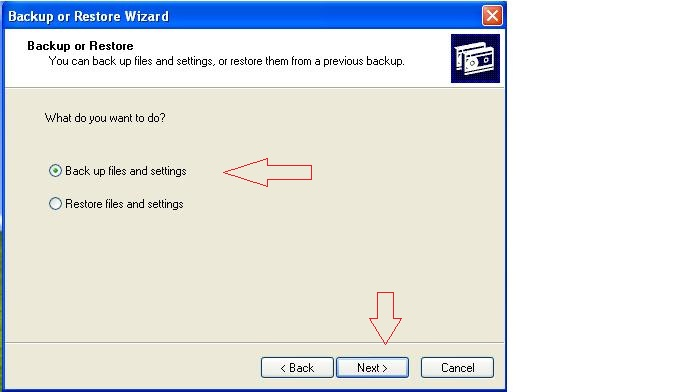 Backup or Restore Wizard
Backup or Restore
You can back up files and settings, or restore them from a previous backup.
What do you want to do?
Back up files and settings
Restore files and settings
< Back
Next >
Cancel